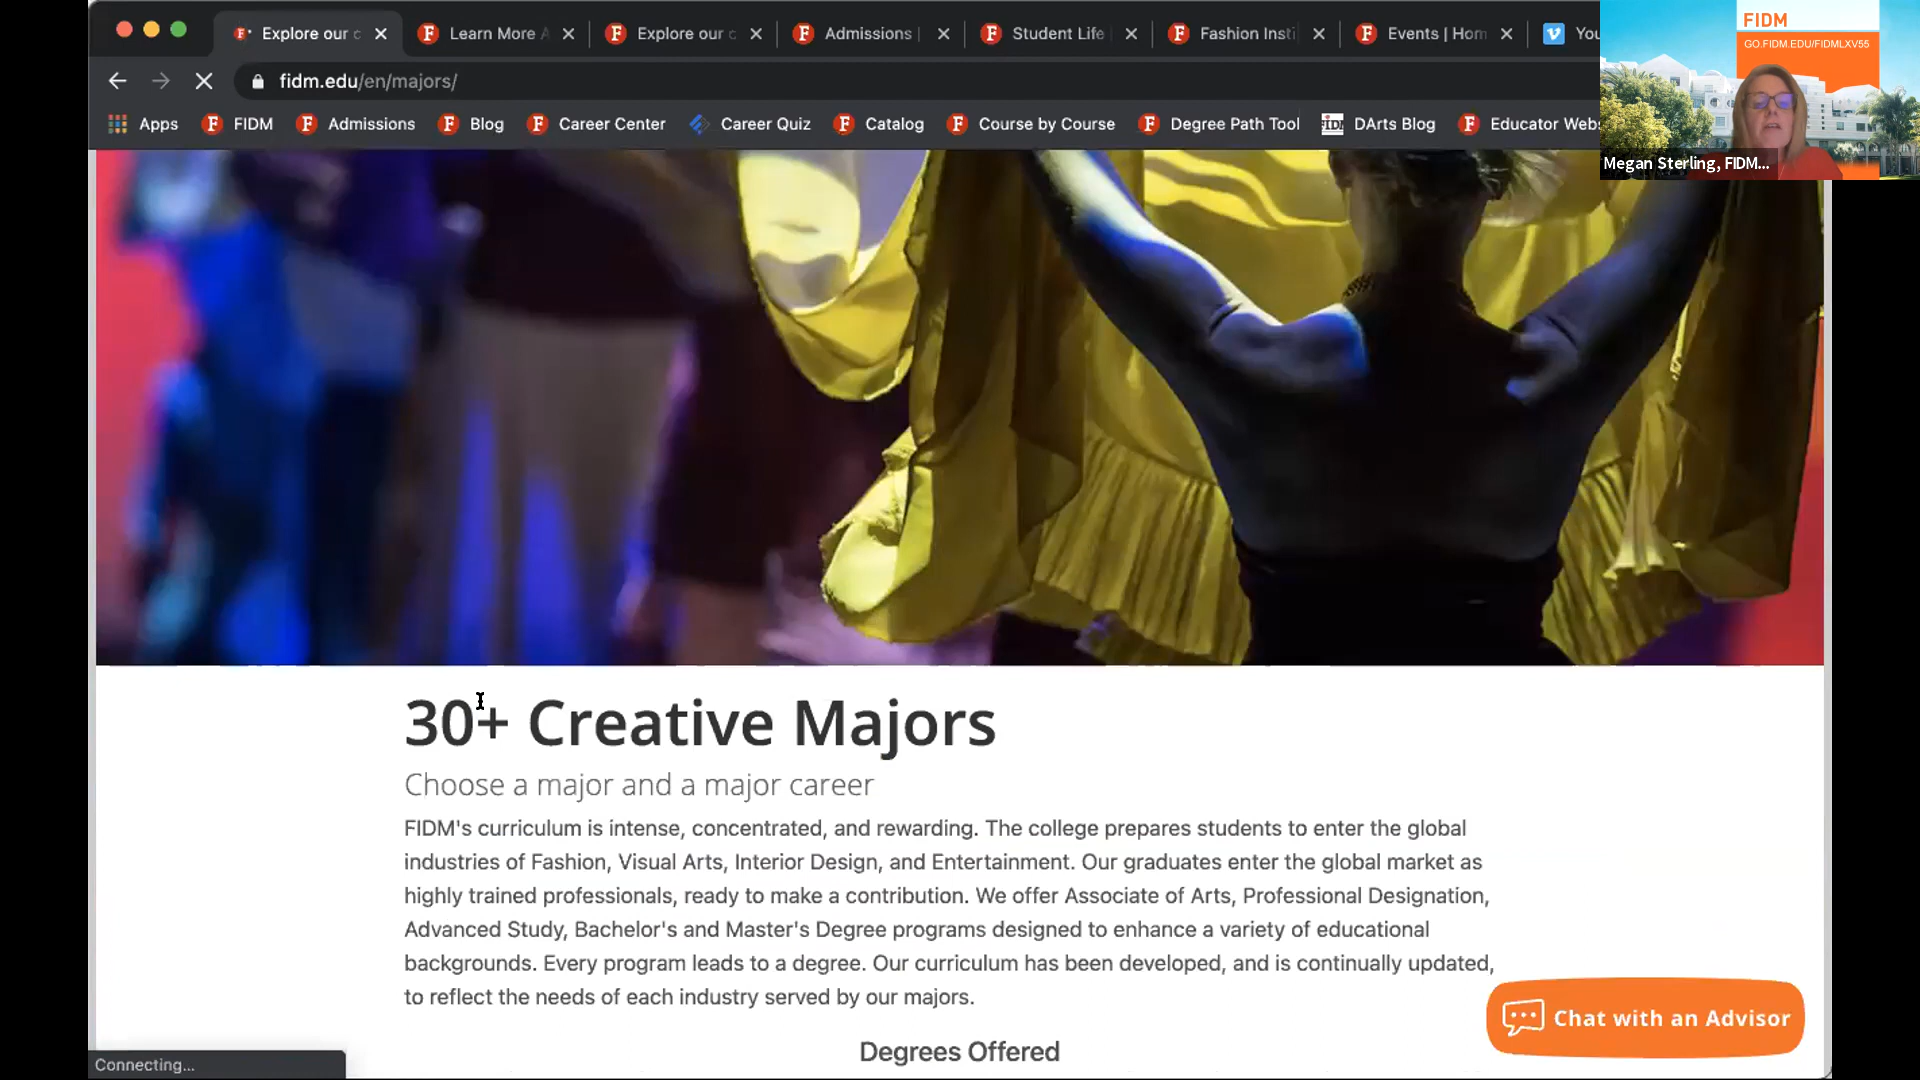 Explore our c
Learn More A
Explore our c
Admissions |
Student Life
Fashion Insti
Events | Hom
You
fidm.edu/en/majors/
Apps
FIDM
Admissions
Blog
Career Center
Career Quiz
Catalog
Course by Course
Degree Path Tool
DArts Blog
Educator Webs
FIDM
GO.FIDM.EDU/FIDMLXV55
Megan Sterling, FIDM...
30+ Creative Majors
Choose a major and a major career
FIDM's curriculum is intense, concentrated, and rewarding. The college prepares students to enter the global
industries of Fashion, Visual Arts, Interior Design, and Entertainment. Our graduates enter the global market as
highly trained professionals, ready to make a contribution. We offer Associate of Arts, Professional Designation,
Advanced Study, Bachelor's and Master's Degree programs designed to enhance a variety of educational
backgrounds. Every program leads to a degree. Our curriculum has been developed, and is continually updated,
to reflect the needs of each industry served by our majors.
Chat with an Advisor
Degrees Offered
Connecting...